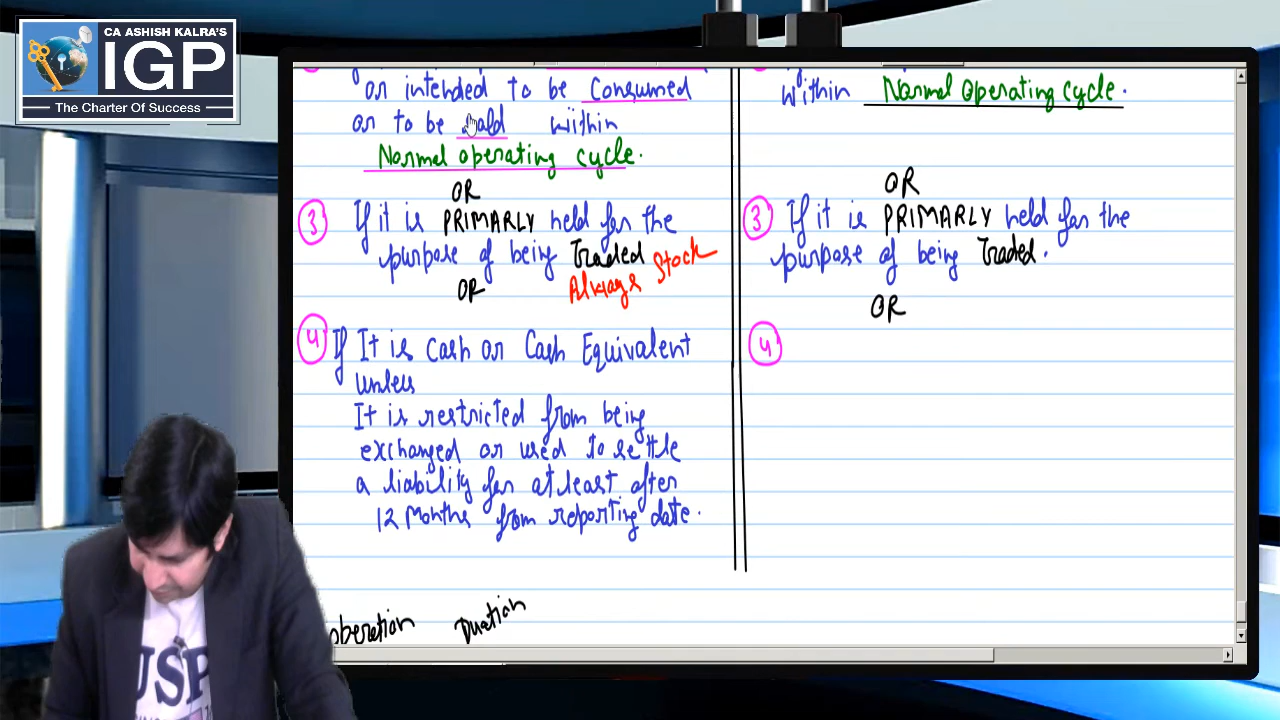 CA ASHISH KALRA'S
IGP
The Charter Of Success
or intended to be Consumed
or to be sold within
Normal operating cycle.
OR
3 If it is PRIMARLY held for the
purpose of being Traded
Always Stock
OR
4 If It is Cash or Cash Equivalent
unless
It is restricted from being
exchanged or used to settle
a liability for atleast after
12 Months from reporting date.
operation Duation
within Normal operating cycle.
OR
3 If it is PRIMARLY held for the
purpose of being Traded.
OR
4
USP